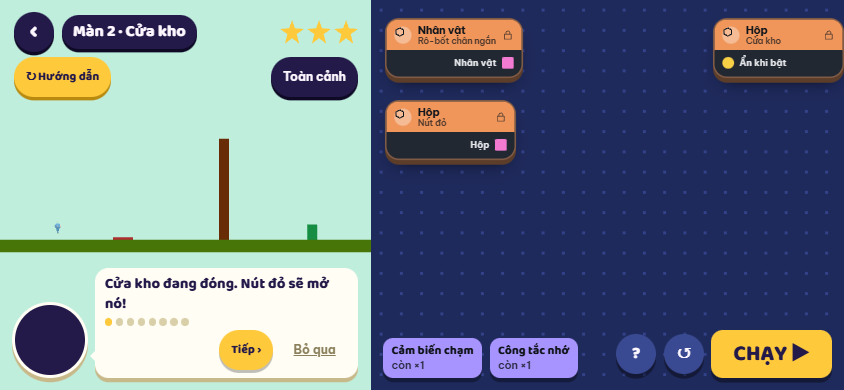 Màn 2 · Cửa kho
↻ Hướng dẫn
Toàn cảnh
Cửa kho đang đóng. Nút đỏ sẽ mở
nó!
Tiếp ›
Bỏ qua
Nhân vật
Rô-bốt chân ngắn
Nhân vật
Hộp
Cửa kho
Ẩn khi bật
Hộp
Nút đỏ
Hộp
Cảm biến chạm
còn ×1
Công tắc nhớ
còn ×1
?
CHẠY